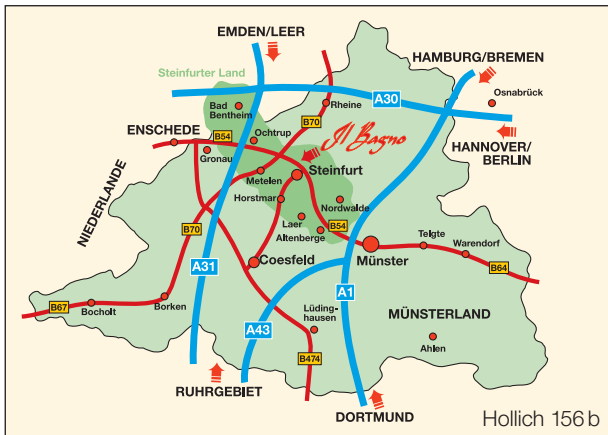 EMDEN/LEER
HAMBURG/BREMEN
Steinfurter Land
A30
Osnabrück
Bad
Bentheim
Rheine
B70
ENSCHEDE
B54
Ochtrup
Il Bagno
HANNOVER/
BERLIN
Gronau
Metelen
Steinfurt
NIEDERLANDE
Horstmar
Nordwalde
Laer
Altenberge
B54
B70
Telgte
Warendorf
A31
Coesfeld
Münster
B64
B67
Bocholt
Borken
A43
A1
Lüding-
hausen
MÜNSTERLAND
Ahlen
B474
RUHRGEBIET
DORTMUND
Hollich 156 b